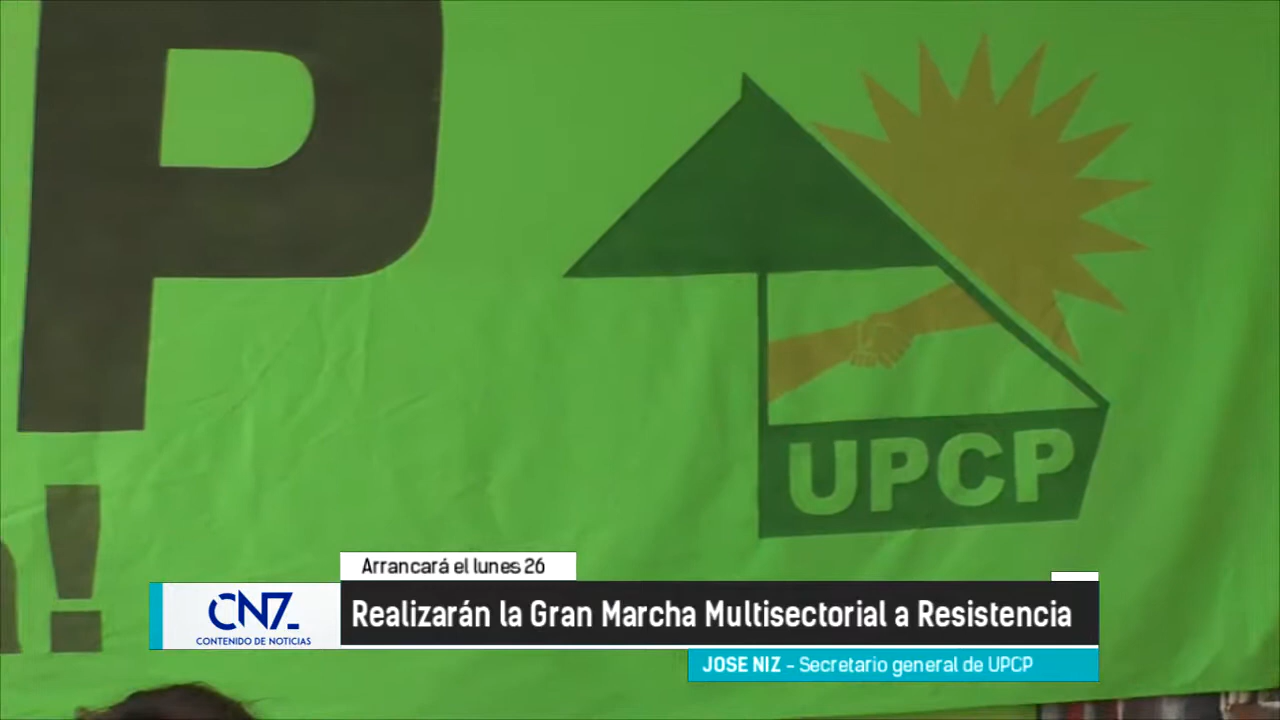 P
!
UPCP
Arrancará el lunes 26
CN7
CONTENIDO DE NOTICIAS
Realizarán la Gran Marcha Multisectorial a Resistencia
JOSE NIZ - Secretario general de UPCP